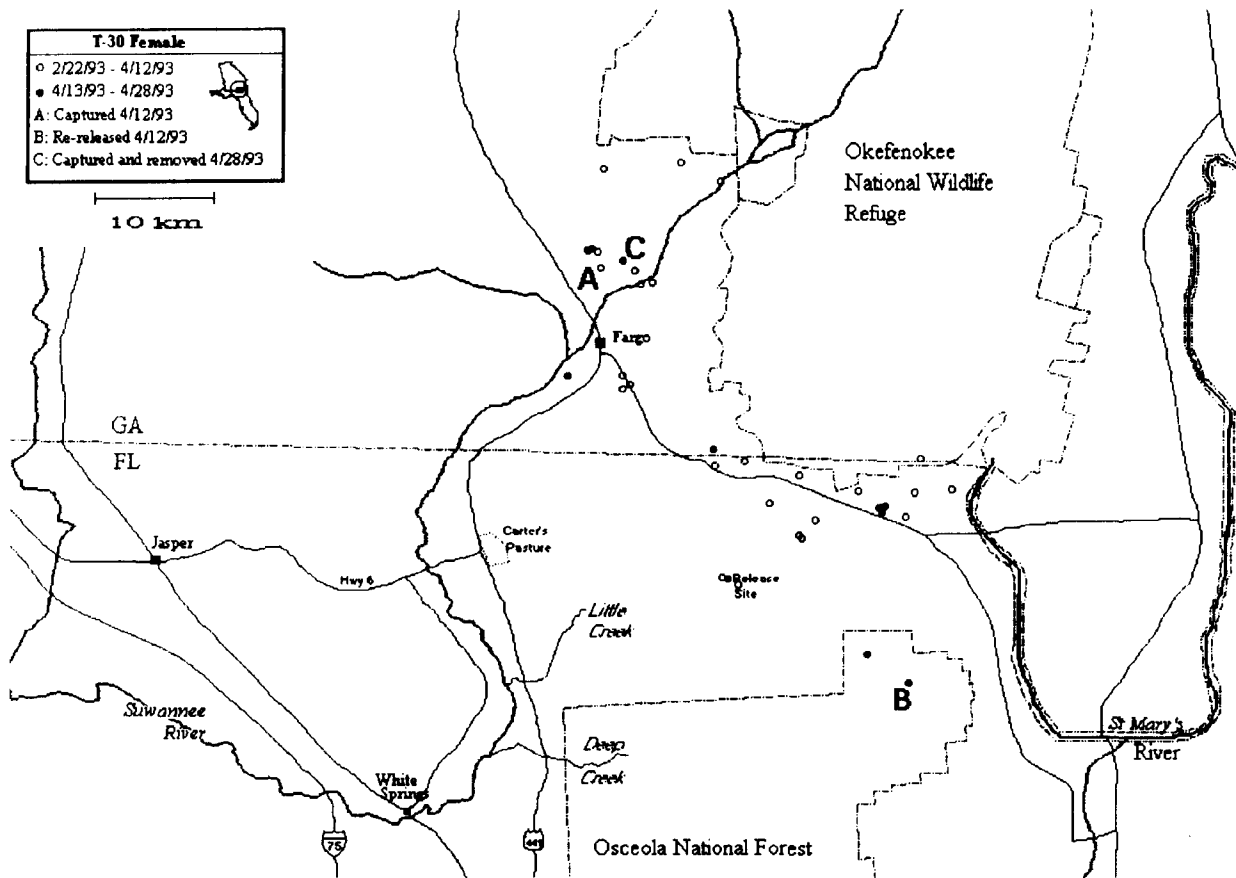 T-30 Female
○ 2/22/93 - 4/12/93
● 4/13/93 - 4/28/93
A: Captured 4/12/93
B: Re-released 4/12/93
C: Captured and removed 4/28/93
10 km
Okefenokee
National Wildlife
Refuge
A
C
Fargo
GA
FL
Carter's
Pasture
Jasper
Hwy 6
Release
Site
Little
Creek
B
Suwannee
River
St Mary's
River
Deep
Creek
White
Springs
75
441
Osceola National Forest